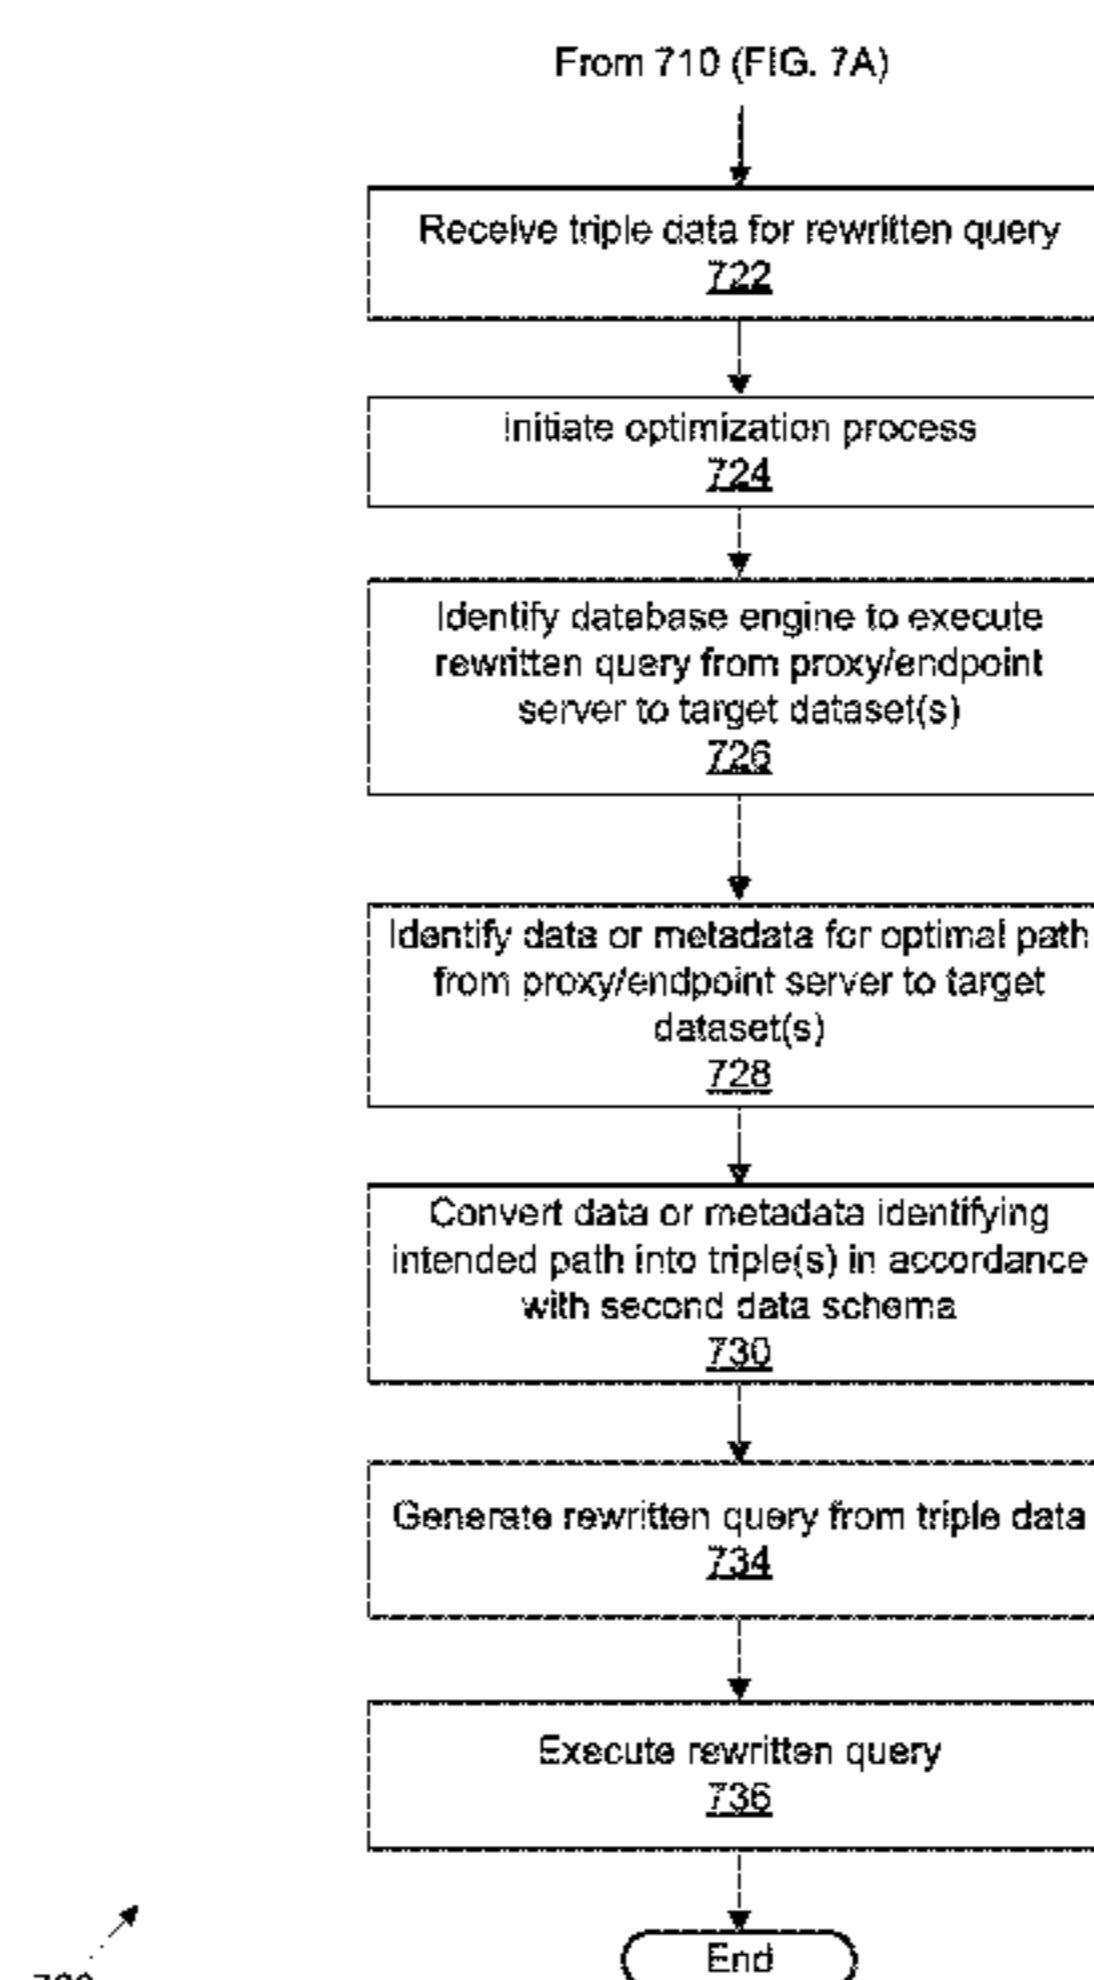 From 710 (FIG. 7A)
Receive triple data for rewritten query
722
Initiate optimization process
724
Identify database engine to execute
rewritten query from proxy/endpoint
server to target dataset(s)
726
Identify data or metadata for optimal path
from proxy/endpoint server to target
dataset(s)
728
Convert data or metadata identifying
intended path into triple(s) in accordance
with second data schema
730
Generate rewritten query from triple data
734
Execute rewritten query
736
End